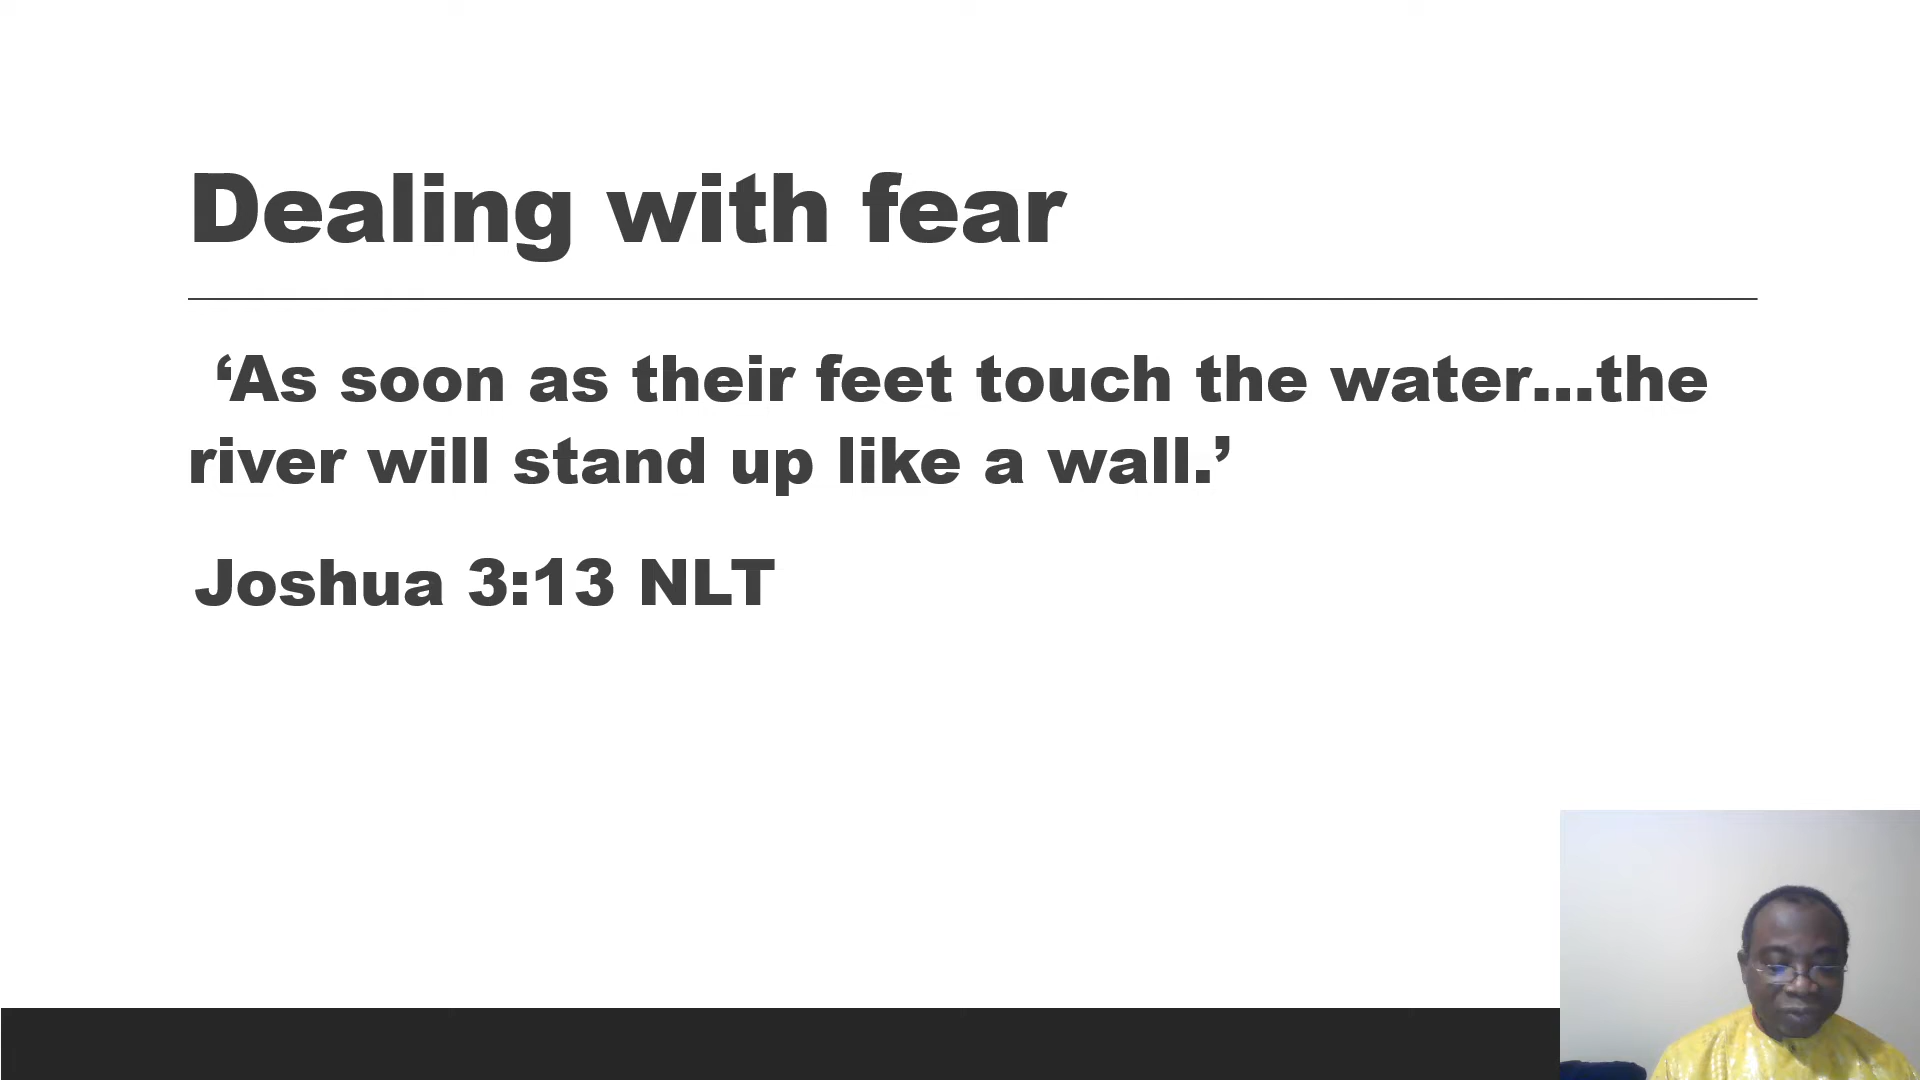 Dealing with fear
‘As soon as their feet touch the water…the
river will stand up like a wall.’
Joshua 3:13 NLT